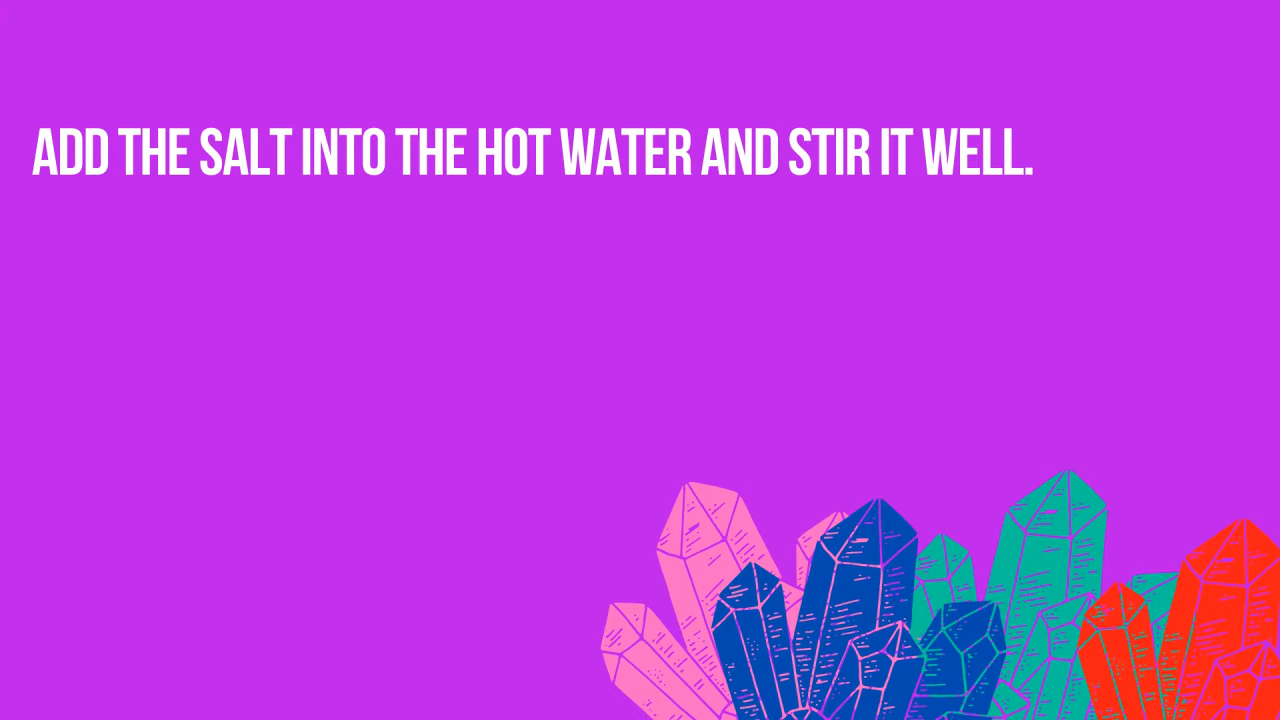 ADD THE SALT INTO THE HOT WATER AND STIR IT WELL.